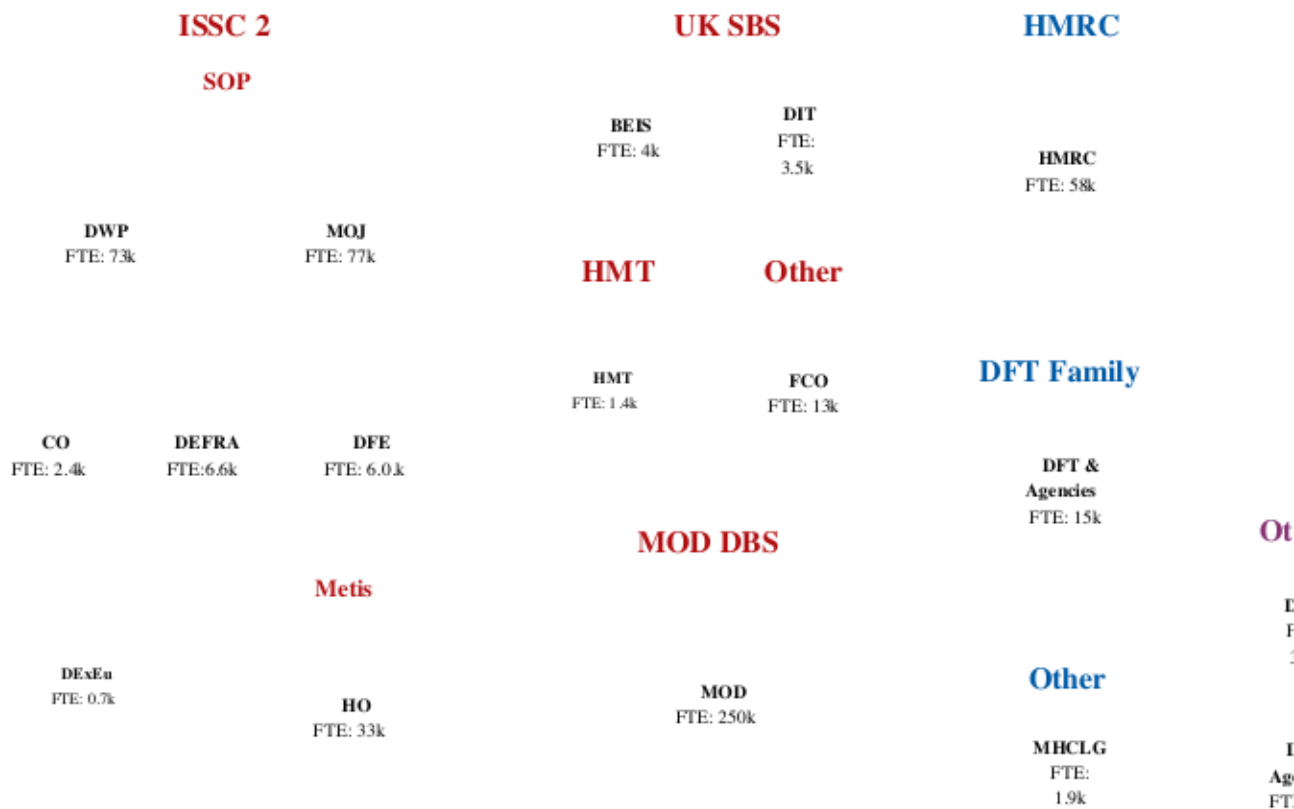 ISSC 2
SOP
DWP
FTE: 73k
MOJ
FTE: 77k
CO
FTE: 2.4k
DEFRA
FTE:6.6k
DFE
FTE: 6.0.k
Metis
DExEu
FTE: 0.7k
HO
FTE: 33k
UK SBS
BEIS
FTE: 4k
DIT
FTE:
3.5k
HMT
HMT
FTE: 1.4k
Other
FCO
FTE: 13k
MOD DBS
MOD
FTE: 250k
HMRC
HMRC
FTE: 58k
DFT Family
DFT &
Agencies
FTE: 15k
Other
MHCLG
FTE:
1.9k